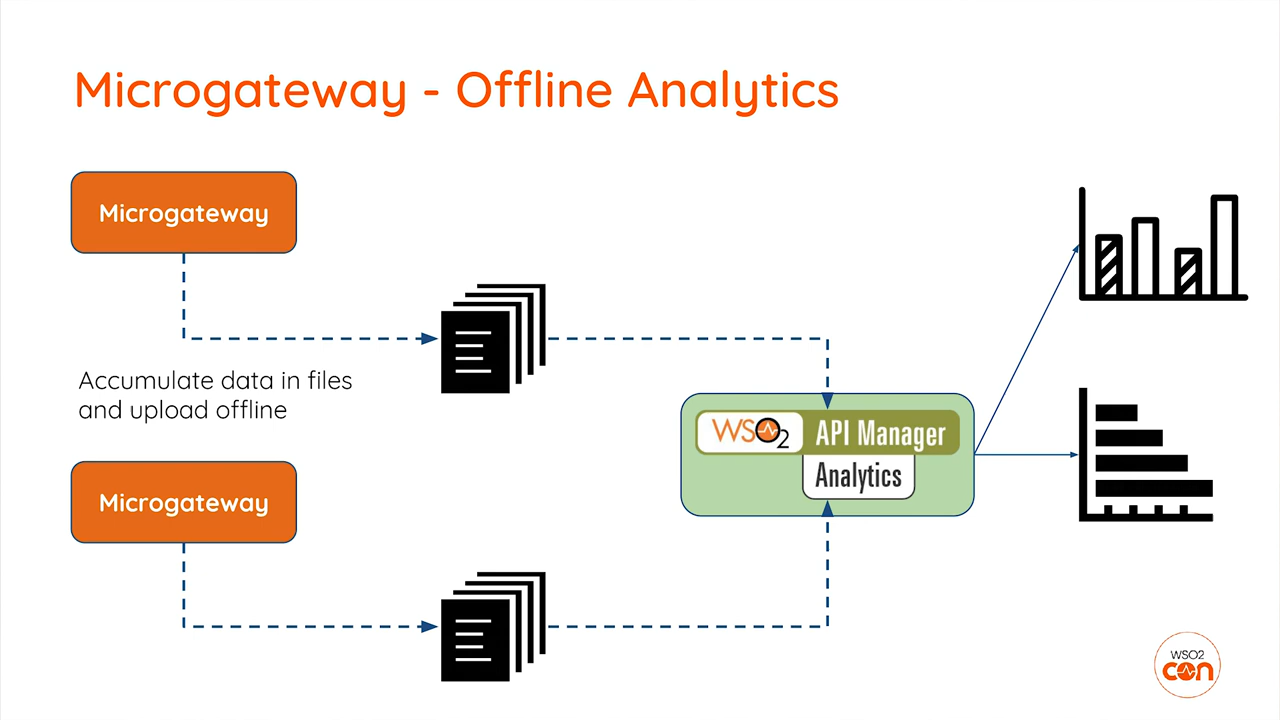 Microgateway - Offline Analytics
Microgateway
Accumulate data in files
and upload offline
Microgateway
WSO2 API Manager
Analytics
WSO2
con